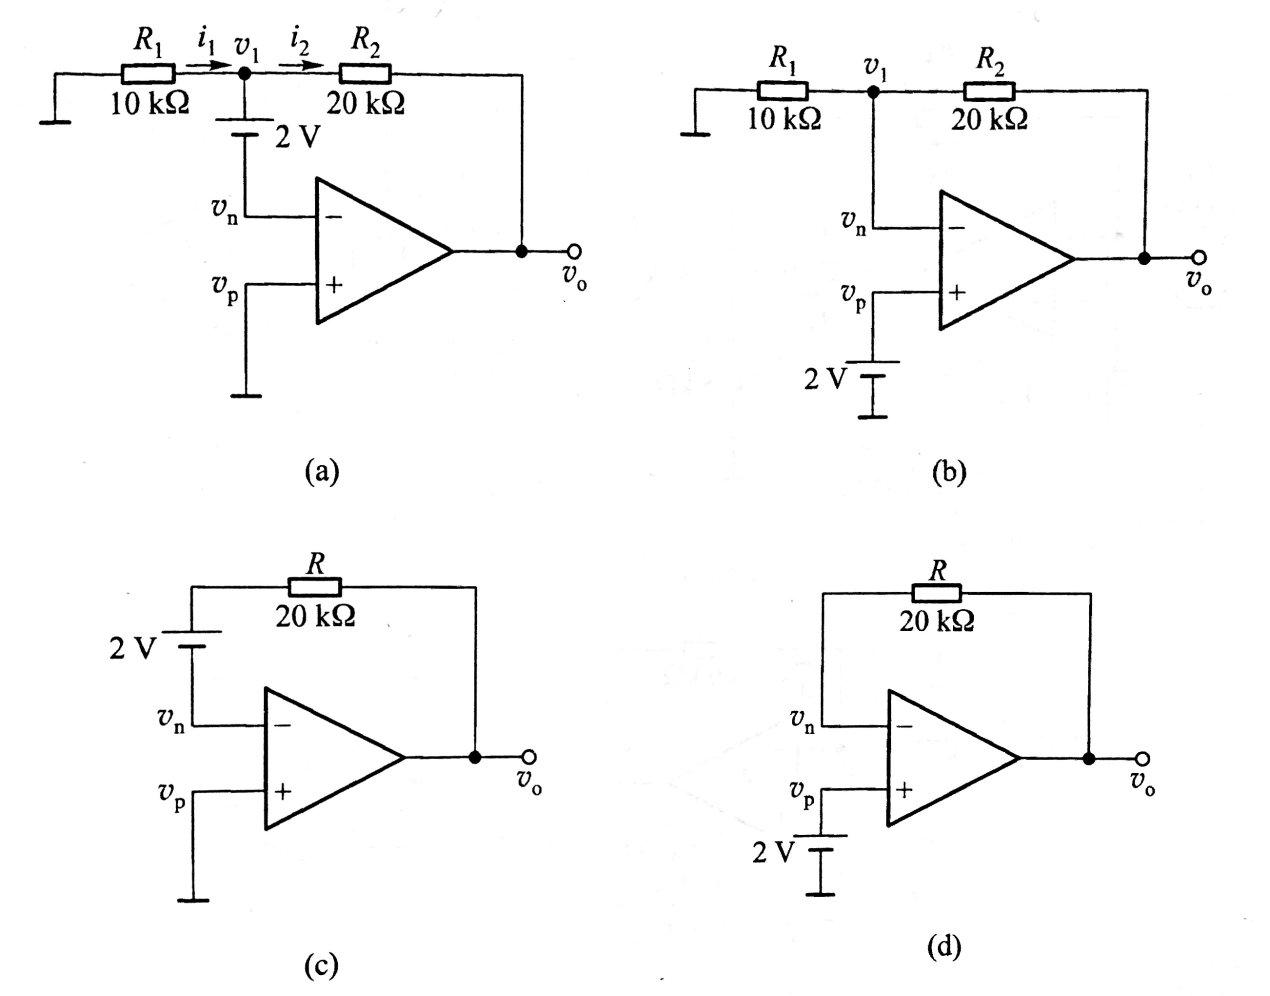 R1 i1 v1 i2 R2
10 kΩ 20 kΩ
2 V
vn −
vp +
vo
(a)
R1 v1 R2
10 kΩ 20 kΩ
vn −
vp +
vo
2 V
(b)
R
20 kΩ
2 V
vn −
vp +
vo
(c)
R
20 kΩ
vn −
vp +
vo
2 V
(d)